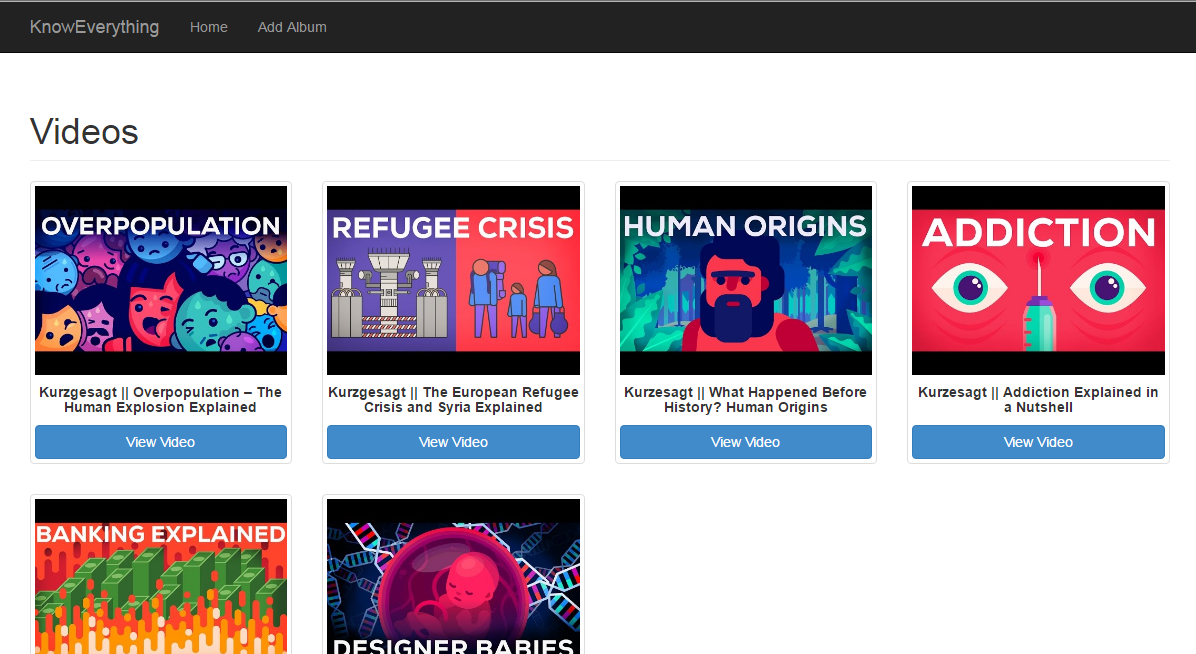 KnowEverything Home Add Album
Videos
OVERPOPULATION
Kurzgesagt || Overpopulation – The
Human Explosion Explained
View Video
REFUGEE CRISIS
Kurzgesagt || The European Refugee
Crisis and Syria Explained
View Video
HUMAN ORIGINS
Kurzesagt || What Happened Before
History? Human Origins
View Video
ADDICTION
Kurzesagt || Addiction Explained in
a Nutshell
View Video
BANKING EXPLAINED
DESIGNER BABIES